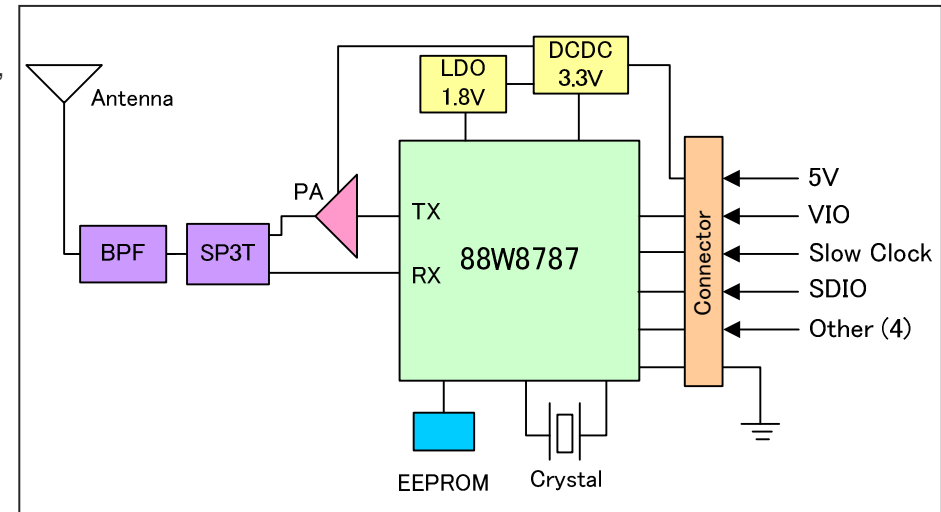 DCDC
3.3V
LDO
1.8V
Antenna
PA
TX
RX
88W8787
BPF
SP3T
Connector
5V
VIO
Slow Clock
SDIO
Other (4)
EEPROM
Crystal